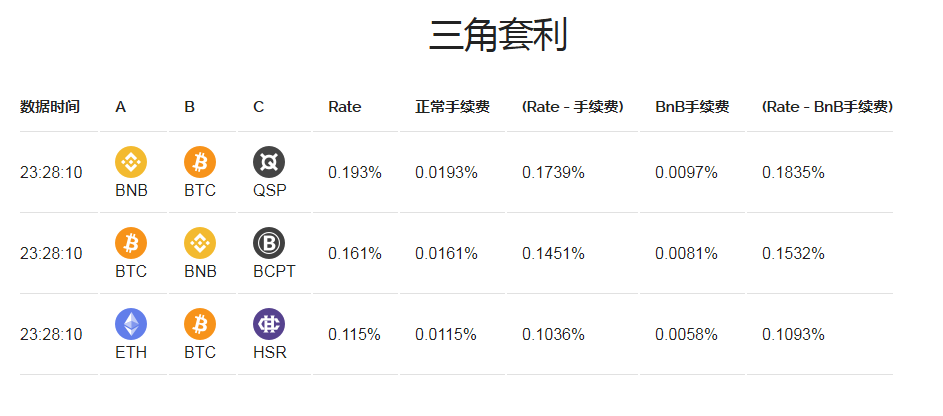 三角套利
数据时间 A B C Rate 正常手续费 (Rate - 手续费) BnB手续费 (Rate - BnB手续费)
23:28:10 BNB BTC QSP 0.193% 0.0193% 0.1739% 0.0097% 0.1835%
23:28:10 BTC BNB BCPT 0.161% 0.0161% 0.1451% 0.0081% 0.1532%
23:28:10 ETH BTC HSR 0.115% 0.0115% 0.1036% 0.0058% 0.1093%